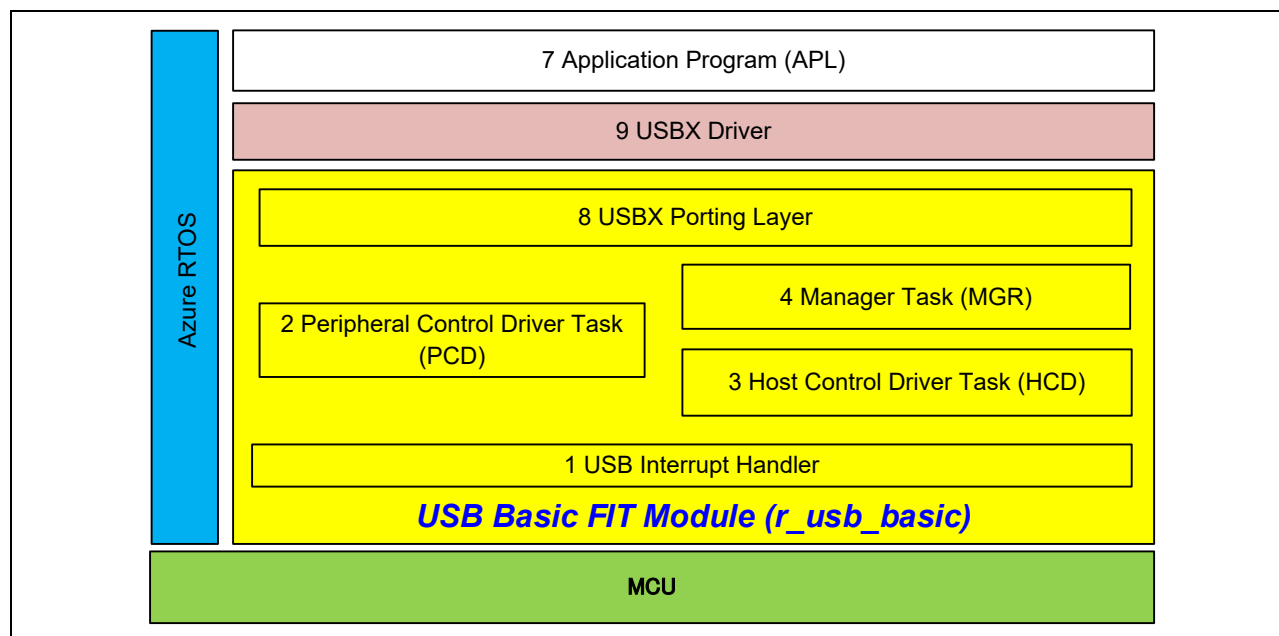 7 Application Program (APL)
9 USBX Driver
Azure RTOS
8 USBX Porting Layer
4 Manager Task (MGR)
2 Peripheral Control Driver Task
(PCD)
3 Host Control Driver Task (HCD)
1 USB Interrupt Handler
USB Basic FIT Module (r_usb_basic)
MCU